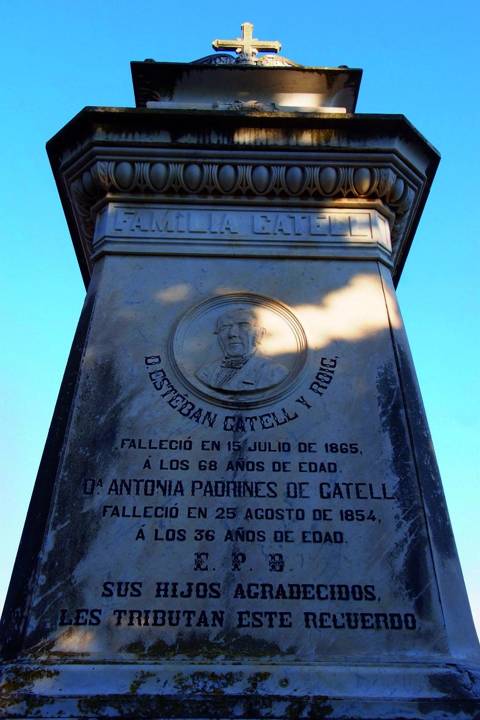 FAMILIA CATELL
D. ESTÉBAN CATELL Y ROIG.
FALLECIÓ EN 15 JULIO DE 1865,
Á LOS 68 AÑOS DE EDAD.
Dª ANTONIA PADRINES DE CATELL
FALLECIÓ EN 25 AGOSTO DE 1854,
Á LOS 36 AÑOS DE EDAD.
E. P. D.
SUS HIJOS AGRADECIDOS,
LES TRIBUTAN ESTE RECUERDO.